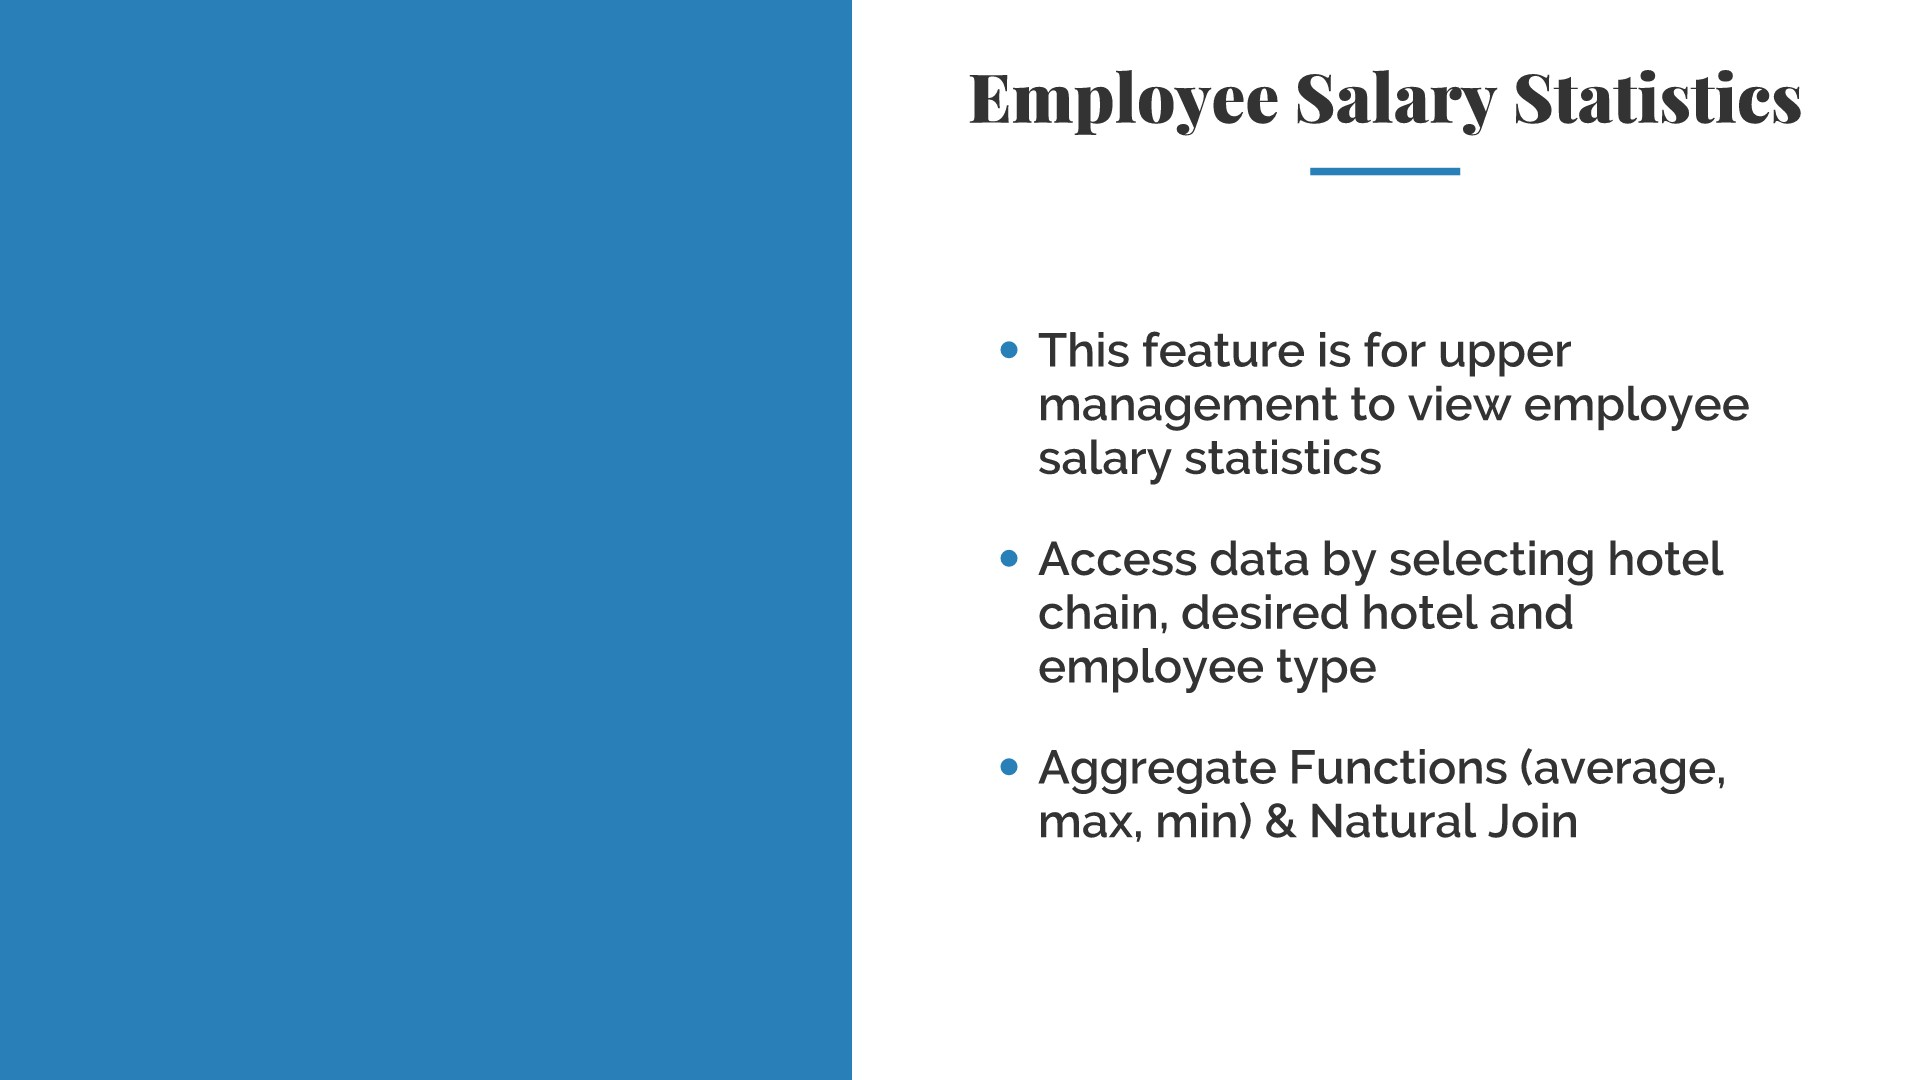 Employee Salary Statistics
This feature is for upper
management to view employee
salary statistics
Access data by selecting hotel
chain, desired hotel and
employee type
Aggregate Functions (average,
max, min) & Natural Join